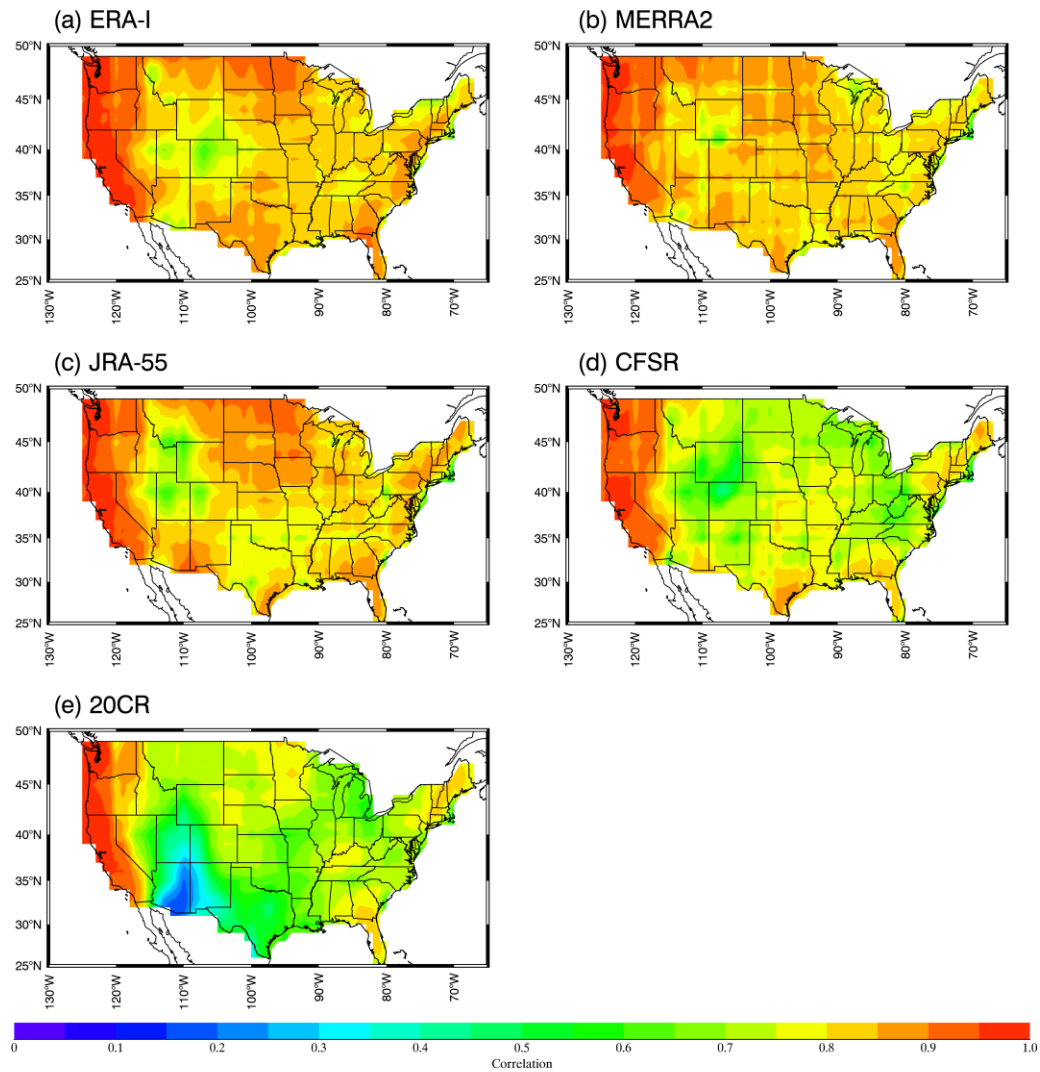 (a) ERA-I
(b) MERRA2
50°N
45°N
40°N
35°N
30°N
25°N
130°W
120°W
110°W
100°W
90°W
80°W
70°W
50°N
45°N
40°N
35°N
30°N
25°N
130°W
120°W
110°W
100°W
90°W
80°W
70°W
(c) JRA-55
(d) CFSR
50°N
45°N
40°N
35°N
30°N
25°N
130°W
120°W
110°W
100°W
90°W
80°W
70°W
50°N
45°N
40°N
35°N
30°N
25°N
130°W
120°W
110°W
100°W
90°W
80°W
70°W
(e) 20CR
50°N
45°N
40°N
35°N
30°N
25°N
130°W
120°W
110°W
100°W
90°W
80°W
70°W
0 0.1 0.2 0.3 0.4 0.5 0.6 0.7 0.8 0.9 1.0
Correlation